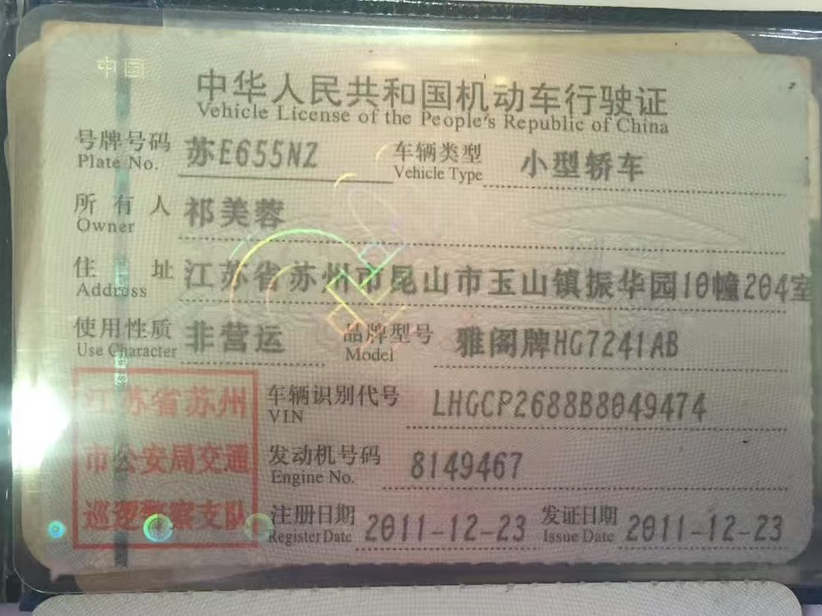 中国
中华人民共和国机动车行驶证
Vehicle License of the People's Republic of China
号牌号码 苏E655NZ 车辆类型 小型轿车
Plate No. Vehicle Type
所有人 祁美蓉
Owner
住址 江苏省苏州市昆山市玉山镇振华园10幢204室
Address
使用性质 非营运 品牌型号 雅阁牌HG7241AB
Use Character Model
江苏省苏州 车辆识别代号 LHGCP2688B8049474
VIN
市公安局交通 发动机号码 8149467
Engine No.
巡逻警察支队 注册日期 2011-12-23 发证日期 2011-12-23
Register Date Issue Date